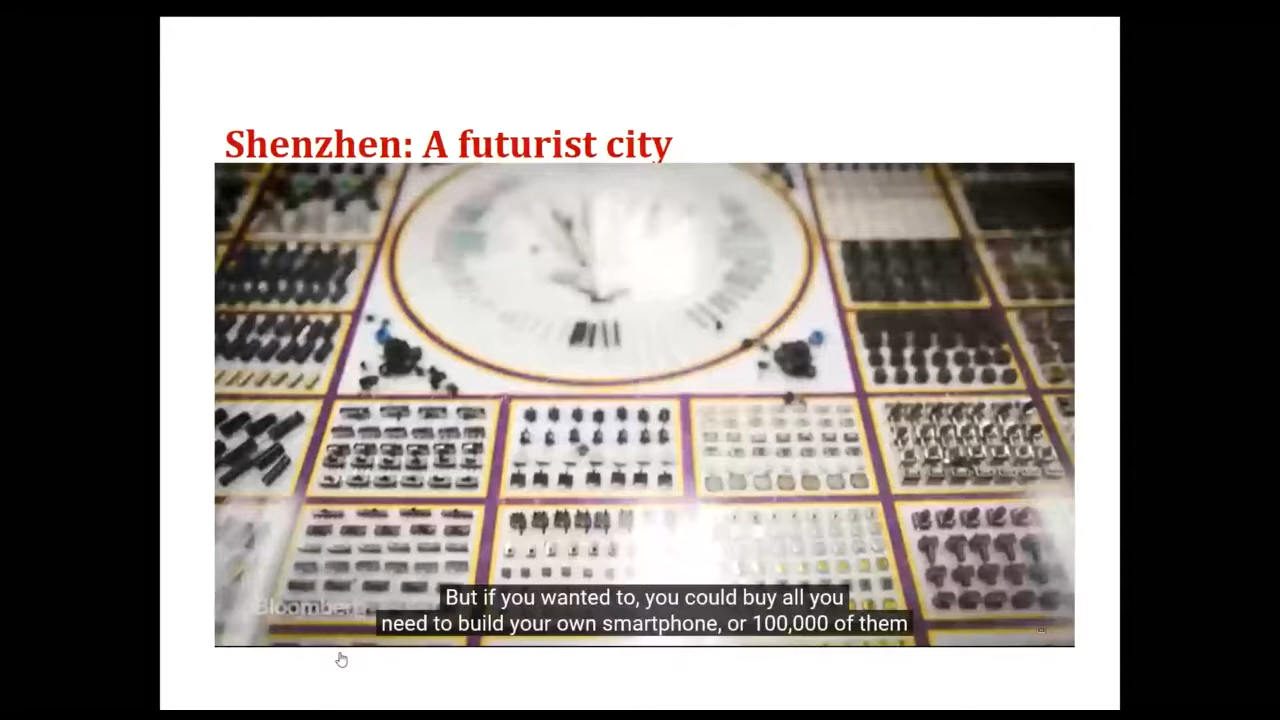 Shenzhen: A futurist city
Bloomberg
But if you wanted to, you could buy all you
need to build your own smartphone, or 100,000 of them